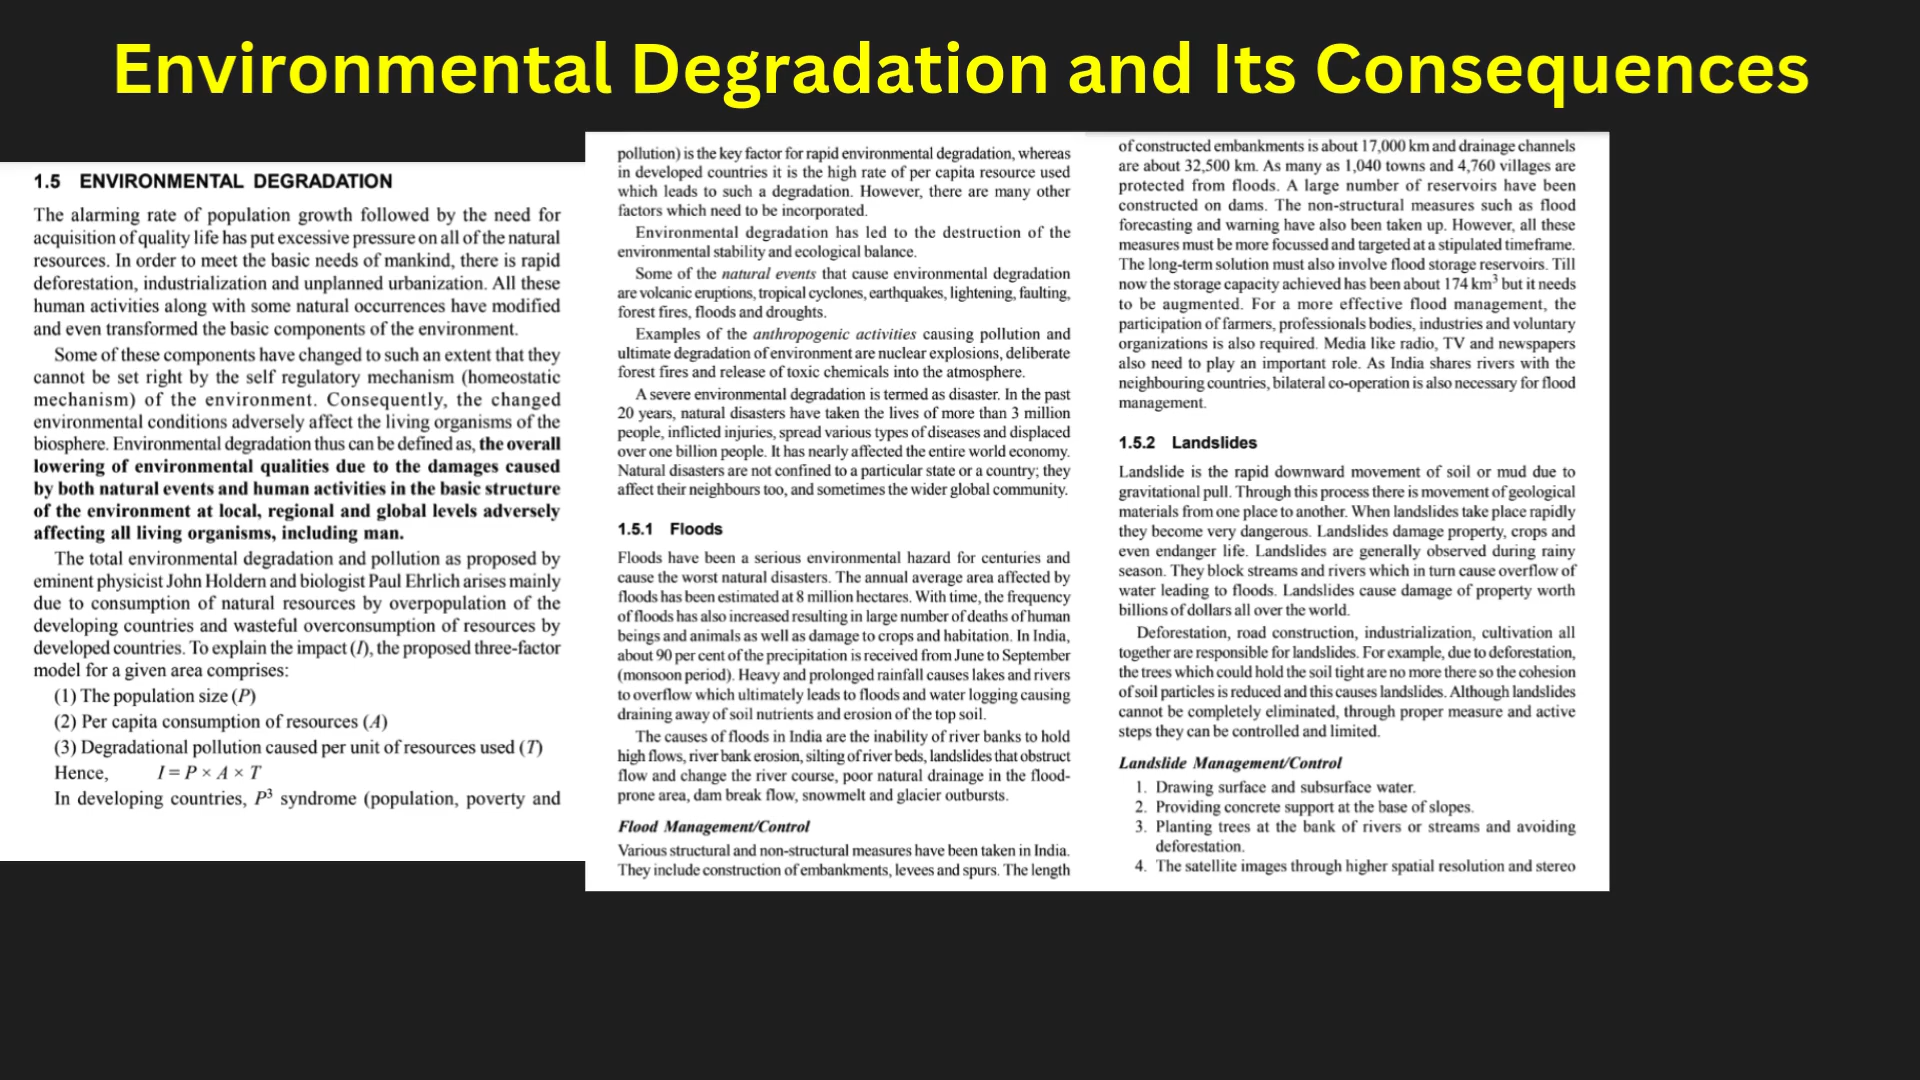 Environmental Degradation and Its Consequences
1.5 ENVIRONMENTAL DEGRADATION
The alarming rate of population growth followed by the need for
acquisition of quality life has put excessive pressure on all of the natural
resources. In order to meet the basic needs of mankind, there is rapid
deforestation, industrialization and unplanned urbanization. All these
human activities along with some natural occurrences have modified
and even transformed the basic components of the environment.
Some of these components have changed to such an extent that they
cannot be set right by the self regulatory mechanism (homeostatic
mechanism) of the environment. Consequently, the changed
environmental conditions adversely affect the living organisms of the
biosphere. Environmental degradation thus can be defined as, the overall
lowering of environmental qualities due to the damages caused
by both natural events and human activities in the basic structure
of the environment at local, regional and global levels adversely
affecting all living organisms, including man.
The total environmental degradation and pollution as proposed by
eminent physicist John Holdern and biologist Paul Ehrlich arises mainly
due to consumption of natural resources by overpopulation of the
developing countries and wasteful overconsumption of resources by
developed countries. To explain the impact (I), the proposed three-factor
model for a given area comprises:
(1) The population size (P)
(2) Per capita consumption of resources (A)
(3) Degradational pollution caused per unit of resources used (T)
Hence, I = P × A × T
In developing countries, P³ syndrome (population, poverty and
pollution) is the key factor for rapid environmental degradation, whereas
in developed countries it is the high rate of per capita resource used
which leads to such a degradation. However, there are many other
factors which need to be incorporated.
Environmental degradation has led to the destruction of the
environmental stability and ecological balance.
Some of the natural events that cause environmental degradation
are volcanic eruptions, tropical cyclones, earthquakes, lightening, faulting,
forest fires, floods and droughts.
Examples of the anthropogenic activities causing pollution and
ultimate degradation of environment are nuclear explosions, deliberate
forest fires and release of toxic chemicals into the atmosphere.
A severe environmental degradation is termed as disaster. In the past
20 years, natural disasters have taken the lives of more than 3 million
people, inflicted injuries, spread various types of diseases and displaced
over one billion people. It has nearly affected the entire world economy.
Natural disasters are not confined to a particular state or a country; they
affect their neighbours too, and sometimes the wider global community.
1.5.1 Floods
Floods have been a serious environmental hazard for centuries and
cause the worst natural disasters. The annual average area affected by
floods has been estimated at 8 million hectares. With time, the frequency
of floods has also increased resulting in large number of deaths of human
beings and animals as well as damage to crops and habitation. In India,
about 90 per cent of the precipitation is received from June to September
(monsoon period). Heavy and prolonged rainfall causes lakes and rivers
to overflow which ultimately leads to floods and water logging causing
draining away of soil nutrients and erosion of the top soil.
The causes of floods in India are the inability of river banks to hold
high flows, river bank erosion, silting of river beds, landslides that obstruct
flow and change the river course, poor natural drainage in the flood-
prone area, dam break flow, snowmelt and glacier outbursts.
Flood Management/Control
Various structural and non-structural measures have been taken in India.
They include construction of embankments, levees and spurs. The length
of constructed embankments is about 17,000 km and drainage channels
are about 32,500 km. As many as 1,040 towns and 4,760 villages are
protected from floods. A large number of reservoirs have been
constructed on dams. The non-structural measures such as flood
forecasting and warning have also been taken up. However, all these
measures must be more focussed and targeted at a stipulated timeframe.
The long-term solution must also involve flood storage reservoirs. Till
now the storage capacity achieved has been about 174 km³ but it needs
to be augmented. For a more effective flood management, the
participation of farmers, professionals bodies, industries and voluntary
organizations is also required. Media like radio, TV and newspapers
also need to play an important role. As India shares rivers with the
neighbouring countries, bilateral co-operation is also necessary for flood
management.
1.5.2 Landslides
Landslide is the rapid downward movement of soil or mud due to
gravitational pull. Through this process there is movement of geological
materials from one place to another. When landslides take place rapidly
they become very dangerous. Landslides damage property, crops and
even endanger life. Landslides are generally observed during rainy
season. They block streams and rivers which in turn cause overflow of
water leading to floods. Landslides cause damage of property worth
billions of dollars all over the world.
Deforestation, road construction, industrialization, cultivation all
together are responsible for landslides. For example, due to deforestation,
the trees which could hold the soil tight are no more there so the cohesion
of soil particles is reduced and this causes landslides. Although landslides
cannot be completely eliminated, through proper measure and active
steps they can be controlled and limited.
Landslide Management/Control
1. Drawing surface and subsurface water.
2. Providing concrete support at the base of slopes.
3. Planting trees at the bank of rivers or streams and avoiding
deforestation.
4. The satellite images through higher spatial resolution and stereo